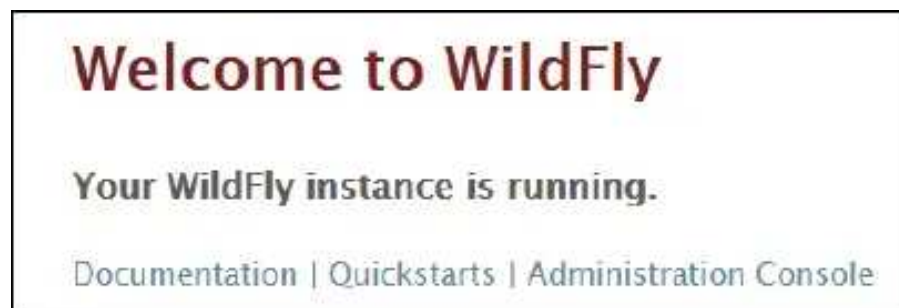 Welcome to WildFly
Your WildFly instance is running.
Documentation | Quickstarts | Administration Console